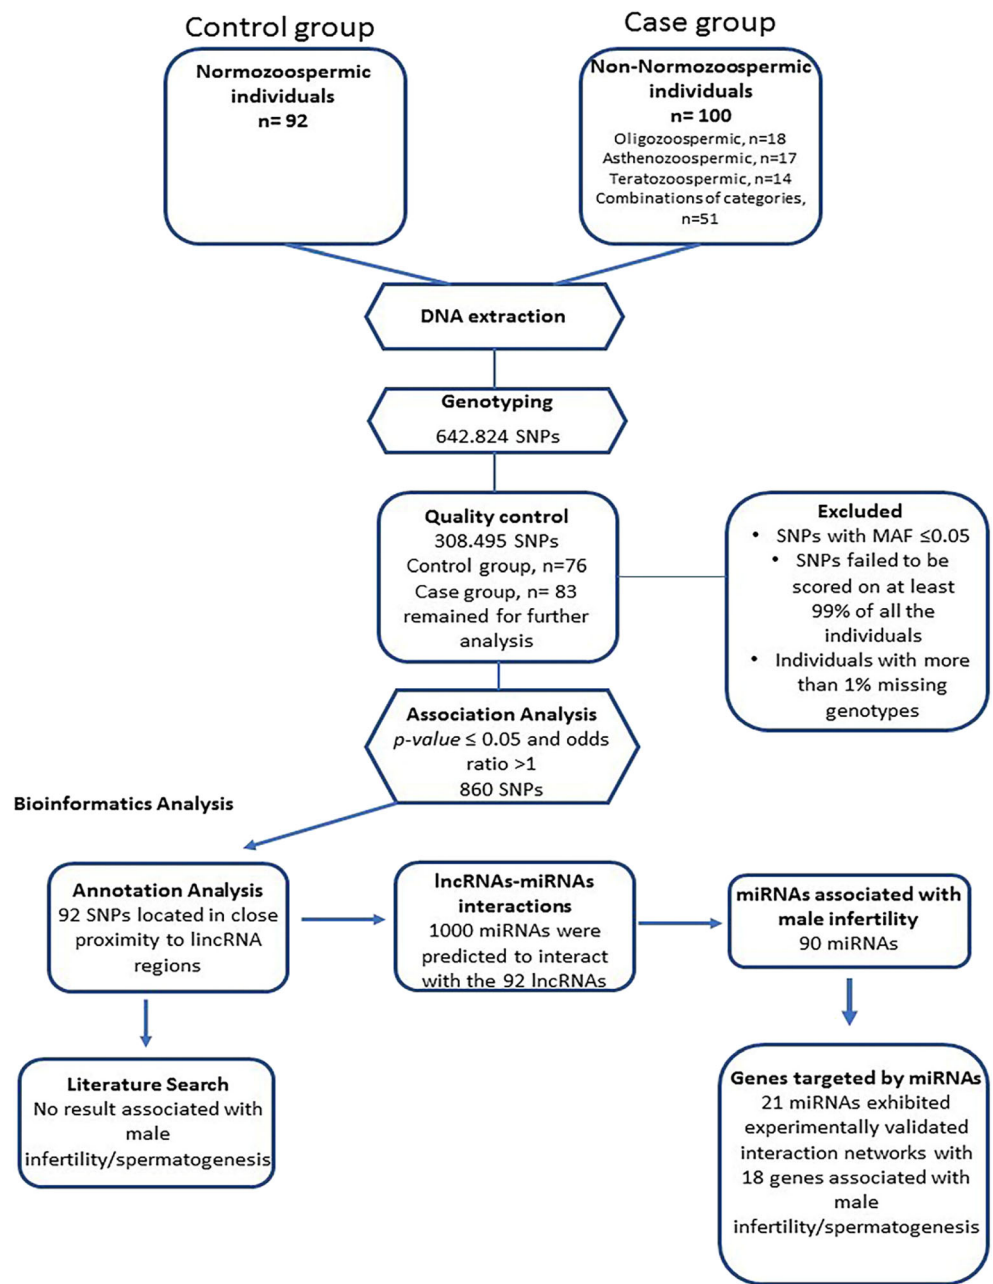 Control group
Case group
Normozoospermic
individuals
n= 92
Non-Normozoospermic
individuals
n= 100
Oligozoospermic, n=18
Asthenozoospermic, n=17
Teratozoospermic, n=14
Combinations of categories,
n=51
DNA extraction
Genotyping
642.824 SNPs
Quality control
308.495 SNPs
Control group, n=76
Case group, n= 83
remained for further
analysis
Excluded
• SNPs with MAF ≤0.05
• SNPs failed to be
scored on at least
99% of all the
individuals
• Individuals with more
than 1% missing
genotypes
Association Analysis
p-value ≤ 0.05 and odds
ratio >1
860 SNPs
Bioinformatics Analysis
Annotation Analysis
92 SNPs located in close
proximity to lincRNA
regions
lncRNAs-miRNAs
interactions
1000 miRNAs were
predicted to interact
with the 92 lncRNAs
miRNAs associated with
male infertility
90 miRNAs
Literature Search
No result associated with
male
infertility/spermatogenesis
Genes targeted by miRNAs
21 miRNAs exhibited
experimentally validated
interaction networks with
18 genes associated with
male
infertility/spermatogenesis